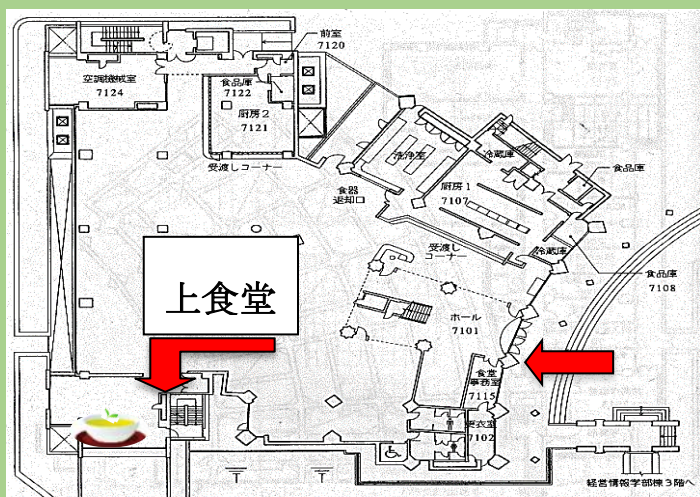 前室
7120
空調機械室
7124
食品庫
7122
厨房2
7121
受渡しコーナー
洗浄室
冷蔵庫
食品庫
食器
返却口
厨房1
7107
受渡し
コーナー
冷蔵庫
食品庫
7108
上食堂
ホール
7101
食堂
事務室
7115
更衣室
7102
経営情報学部棟3階へ